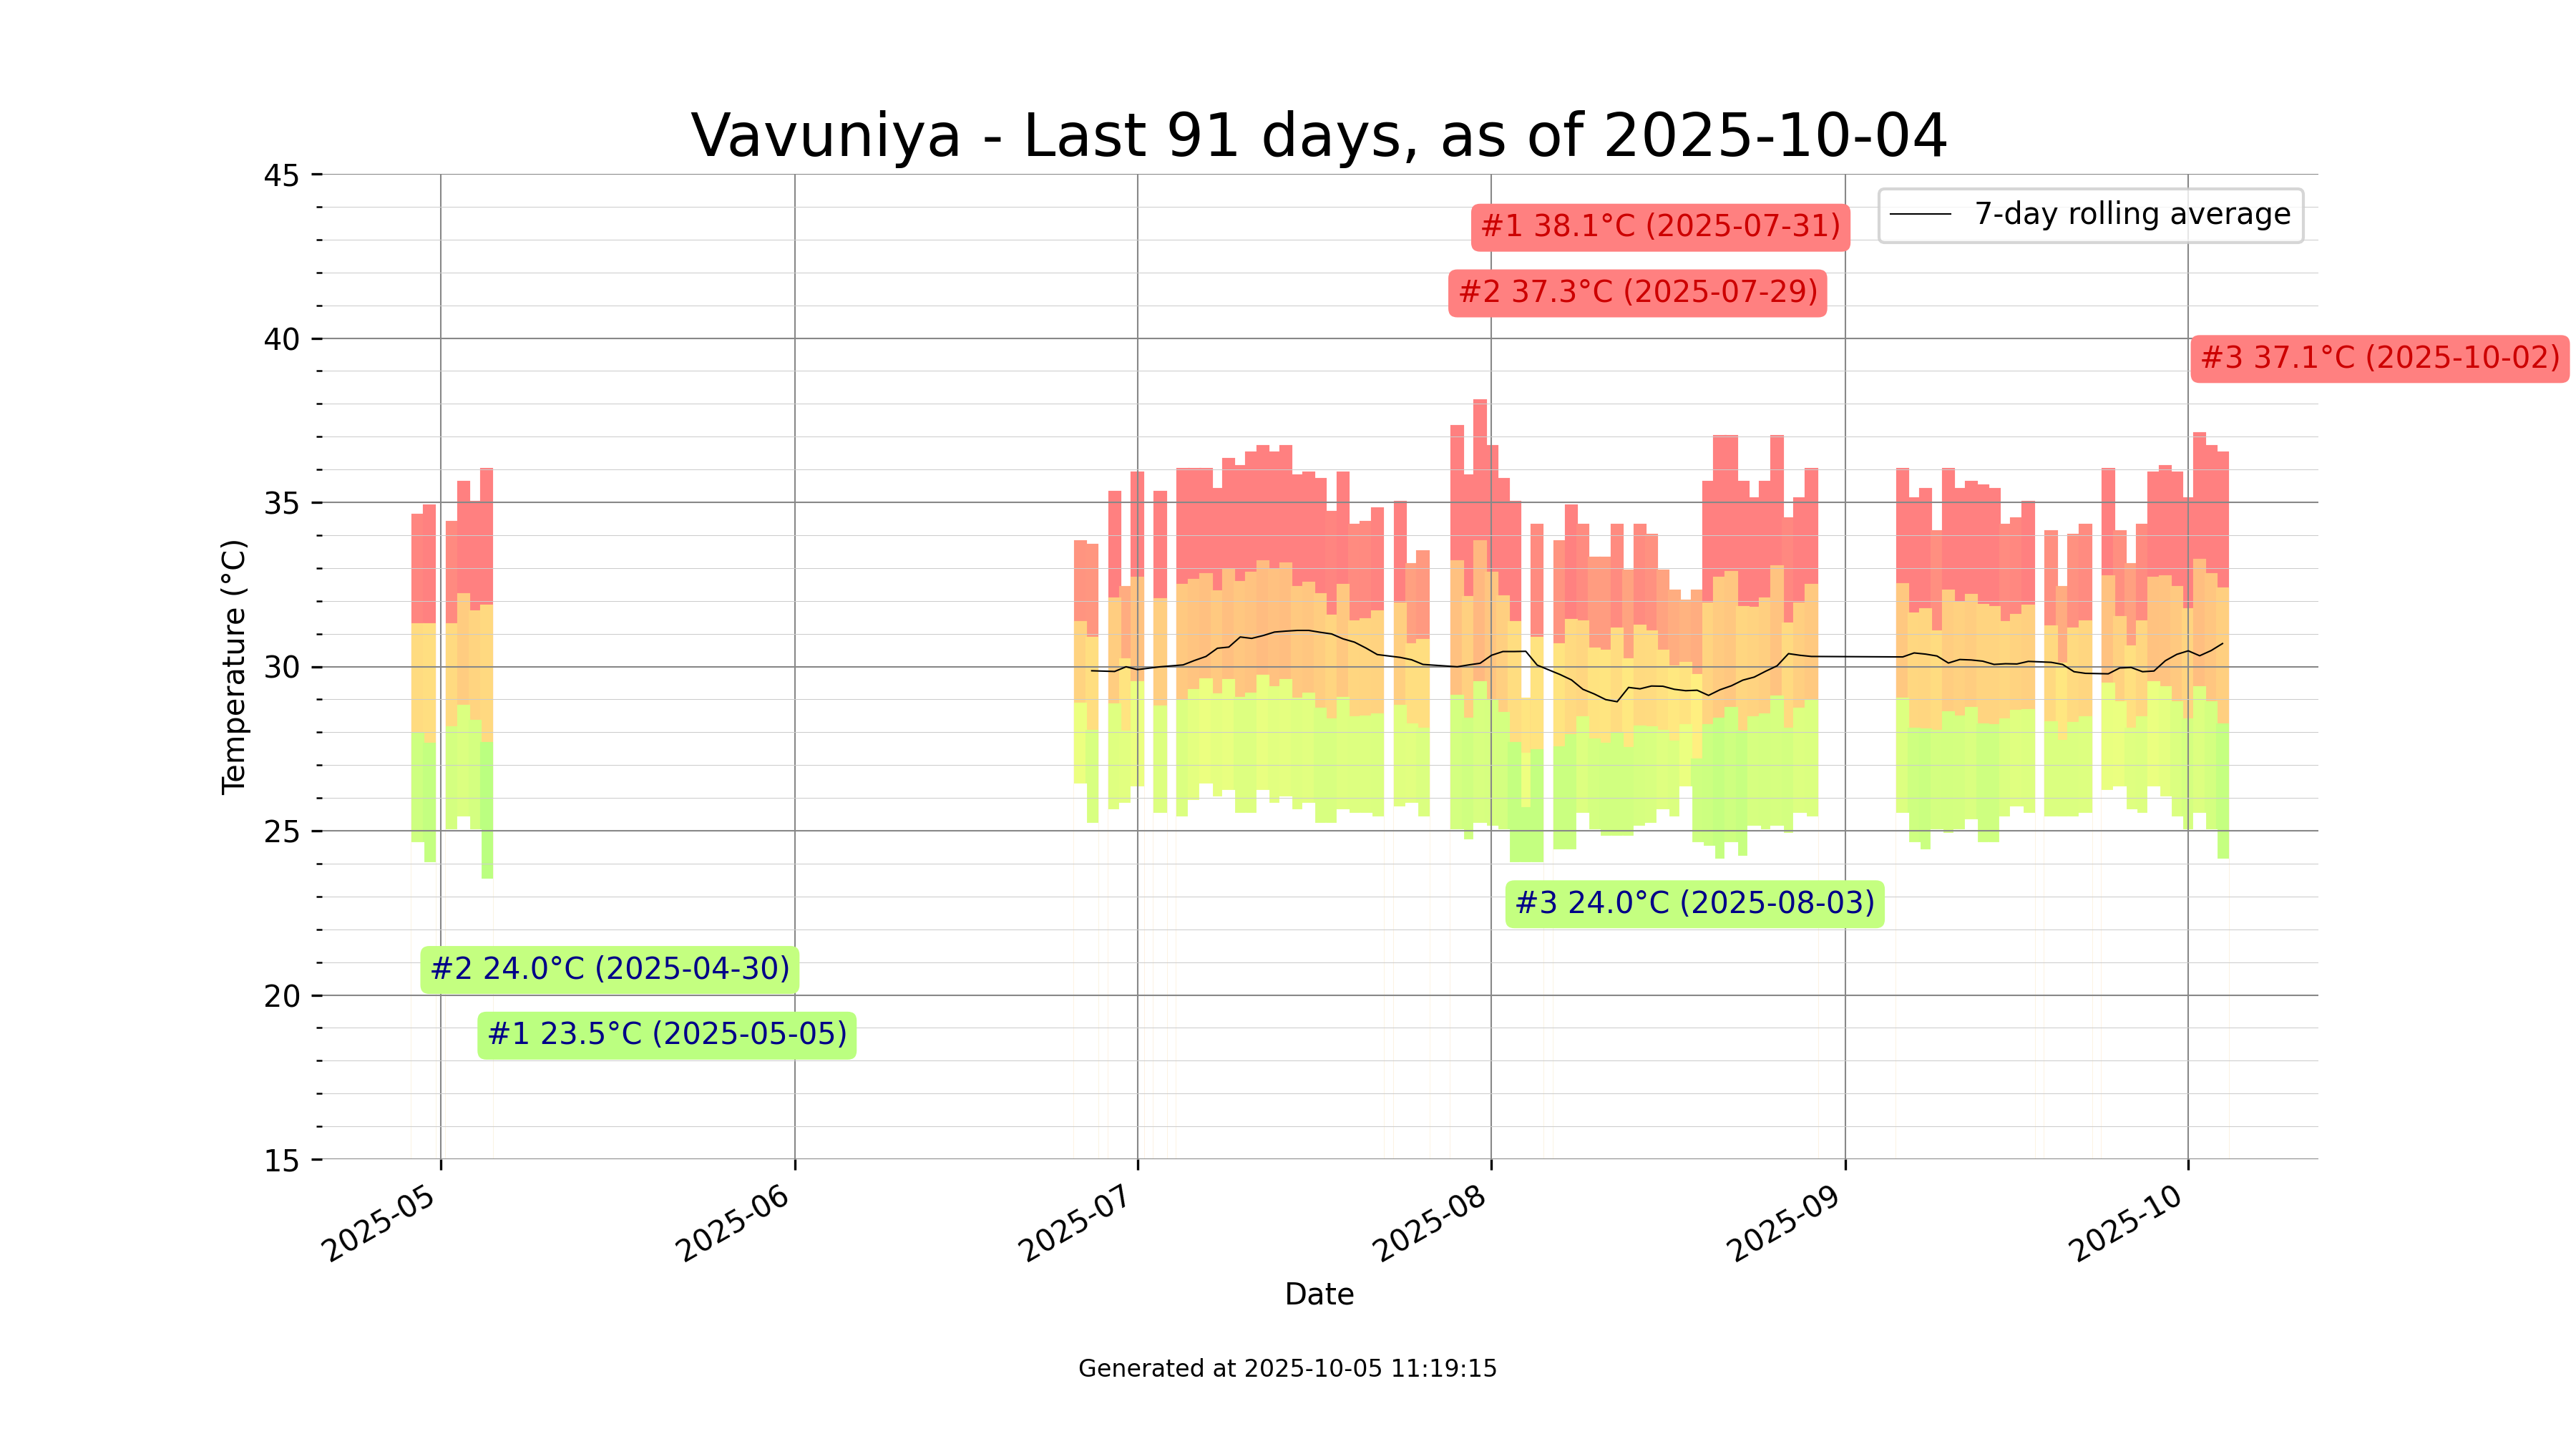 Vavuniya - Last 91 days, as of 2025-10-04
45
40
35
30
25
20
15
Temperature (°C)
7-day rolling average
#1 38.1°C (2025-07-31)
#2 37.3°C (2025-07-29)
#3 37.1°C (2025-10-02)
#3 24.0°C (2025-08-03)
#2 24.0°C (2025-04-30)
#1 23.5°C (2025-05-05)
2025-05
2025-06
2025-07
2025-08
2025-09
2025-10
Date
Generated at 2025-10-05 11:19:15